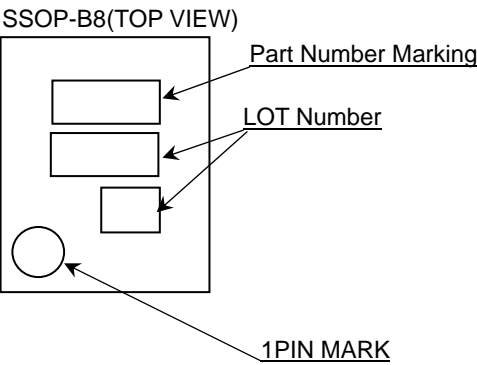 SSOP-B8(TOP VIEW)
Part Number Marking
LOT Number
1PIN MARK